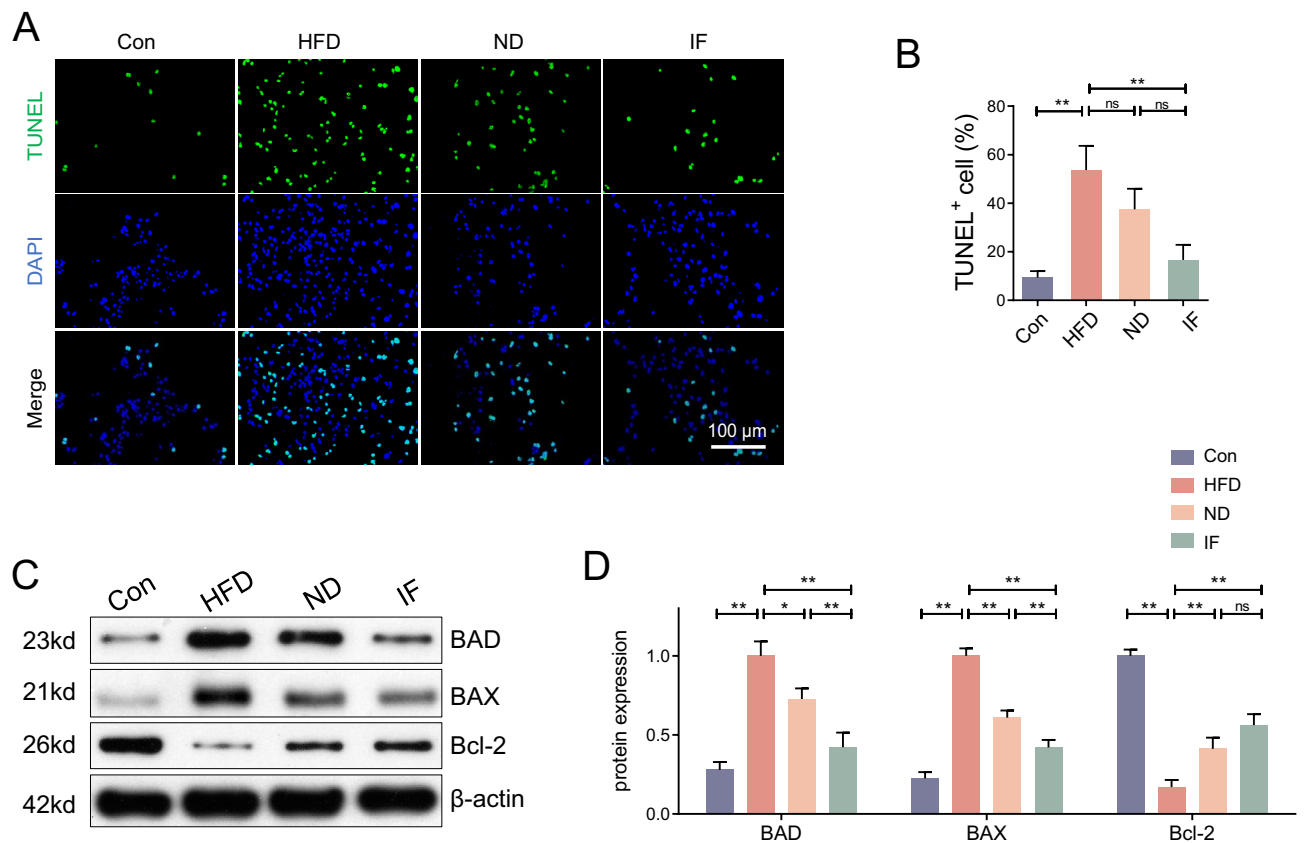 A
Con HFD ND IF
TUNEL
DAPI
Merge
100 μm
B
** 
** ns ns
TUNEL+ cell (%)
80
60
40
20
0
Con HFD ND IF
Con
HFD
ND
IF
C
Con HFD ND IF
23kd BAD
21kd BAX
26kd Bcl-2
42kd β-actin
D
** ** **
** * ** ** ** ** ** ** ns
protein expression
1.0
0.5
0.0
BAD BAX Bcl-2